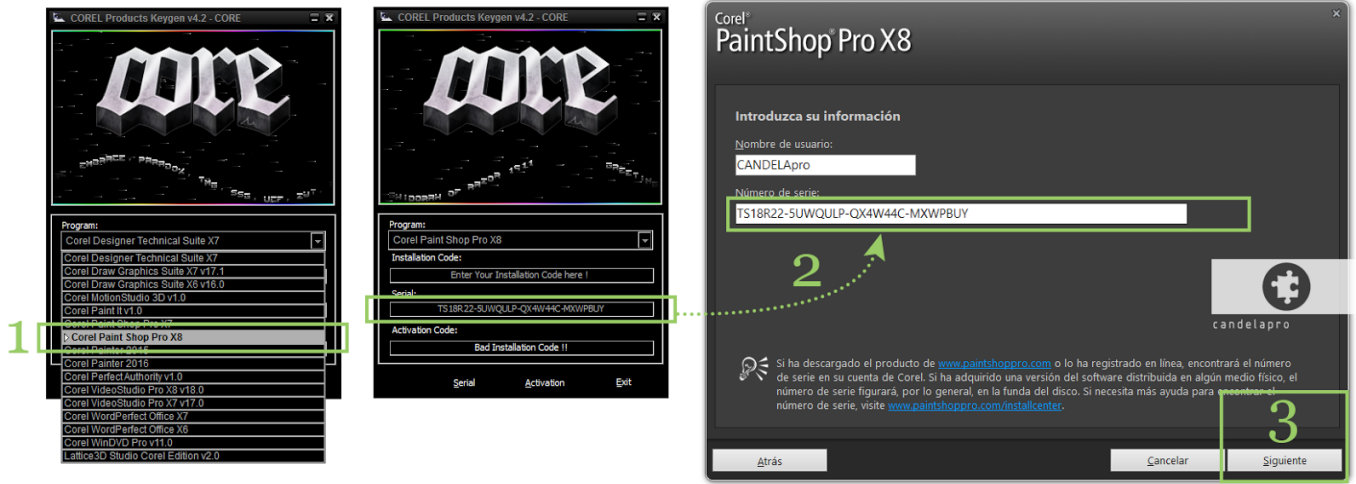 COREL Products Keygen v4.2 - CORE
core
EMBRACE, PARADOX, TMG, SSG, UCF,
Program:
Corel Designer Technical Suite X7
Corel Designer Technical Suite X7
Corel Draw Graphics Suite X7 v17.1
Corel Draw Graphics Suite X6 v16.0
Corel MotionStudio 3D v1.0
Corel Paint It v1.0
Corel Paint Shop Pro X7
Corel Paint Shop Pro X8
Corel Painter 2015
Corel Painter 2016
Corel PerfectAuthority v1.0
Corel VideoStudio Pro X8 v18.0
Corel VideoStudio Pro X7 v17.0
Corel WordPerfect Office X7
Corel WordPerfect Office X6
Corel WinDVD Pro v11.0
Lattice3D Studio Corel Edition v2.0
1
COREL Products Keygen v4.2 - CORE
core
OF RAZOR 1911
Program:
Corel Paint Shop Pro X8
Installation Code:
Enter Your Installation Code here !
Serial:
TS18R22-5UWQULP-QX4W44C-MXWPBUY
Activation Code:
Bad Installation Code !!
Serial Activation Exit
2
Corel®
PaintShop® Pro X8
Introduzca su información
Nombre de usuario:
CANDELApro
Número de serie:
TS18R22-5UWQULP-QX4W44C-MXWPBUY
candelapro
Si ha descargado el producto de www.paintshoppro.com o lo ha registrado en línea, encontrará el número
de serie en su cuenta de Corel. Si ha adquirido una versión del software distribuida en algún medio físico, el
número de serie figurará, por lo general, en la funda del disco. Si necesita más ayuda para encontrar el
número de serie, visite www.paintshoppro.com/installcenter.
3
Atrás Cancelar Siguiente